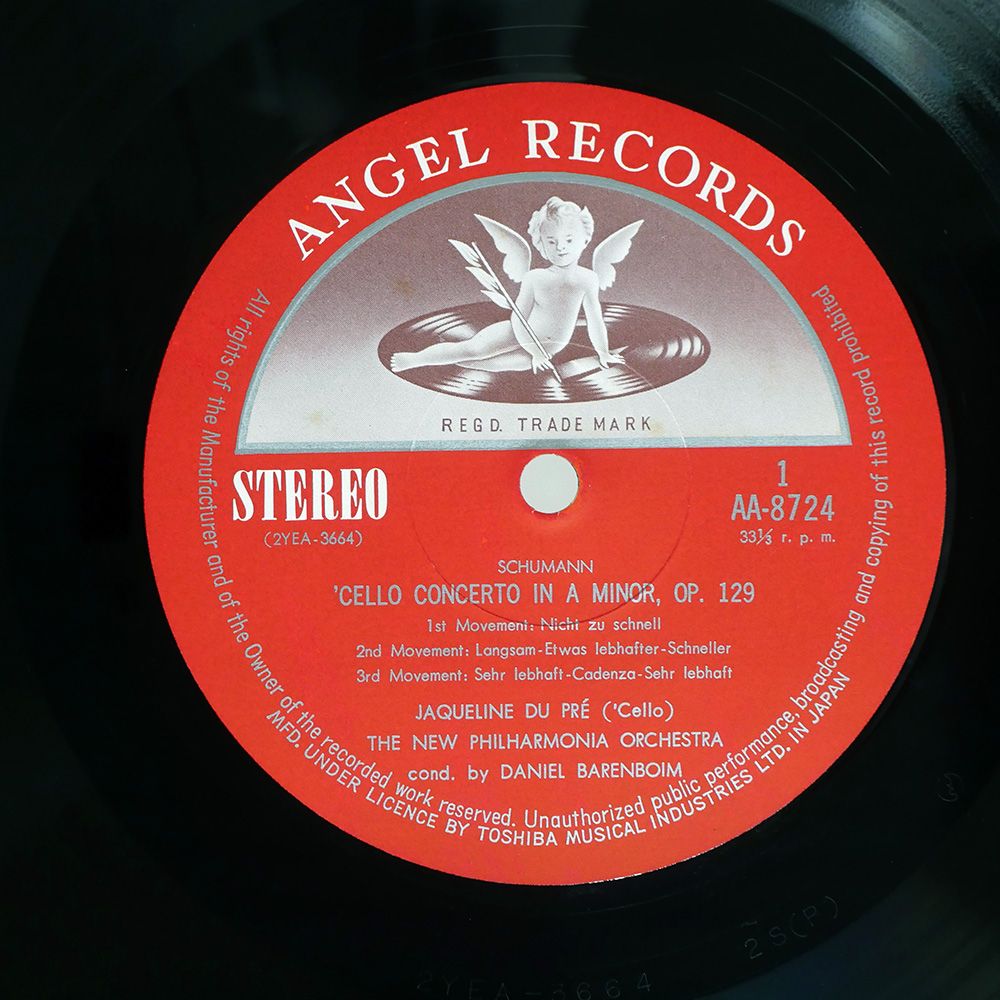 ANGEL RECORDS
REGD. TRADE MARK
STEREO
(2YEA-3664)
1
AA-8724
33⅓ r. p. m.
SCHUMANN
'CELLO CONCERTO IN A MINOR, OP. 129
1st Movement: Nicht zu schnell
2nd Movement: Langsam-Etwas lebhafter-Schneller
3rd Movement: Sehr lebhaft-Cadenza-Sehr lebhaft
JAQUELINE DU PRÉ ('Cello)
THE NEW PHILHARMONIA ORCHESTRA
cond. by DANIEL BARENBOIM
All rights of the Manufacturer and of the Owner of the recorded work reserved. Unauthorized public performance, broadcasting and copying of this record prohibited
MFD. UNDER LICENCE BY TOSHIBA MUSICAL INDUSTRIES LTD. IN JAPAN
2S(P)
2YEA-3664